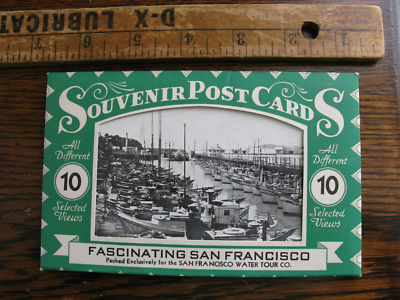 D-X LUBRICAT
7 6 5 4 3 2 1
SOUVENIR POST CARDS
All
Different
10
Selected
Views
All
Different
10
Selected
Views
FASCINATING SAN FRANCISCO
Packed Exclusively for the SAN FRANCISCO WATER TOUR CO.